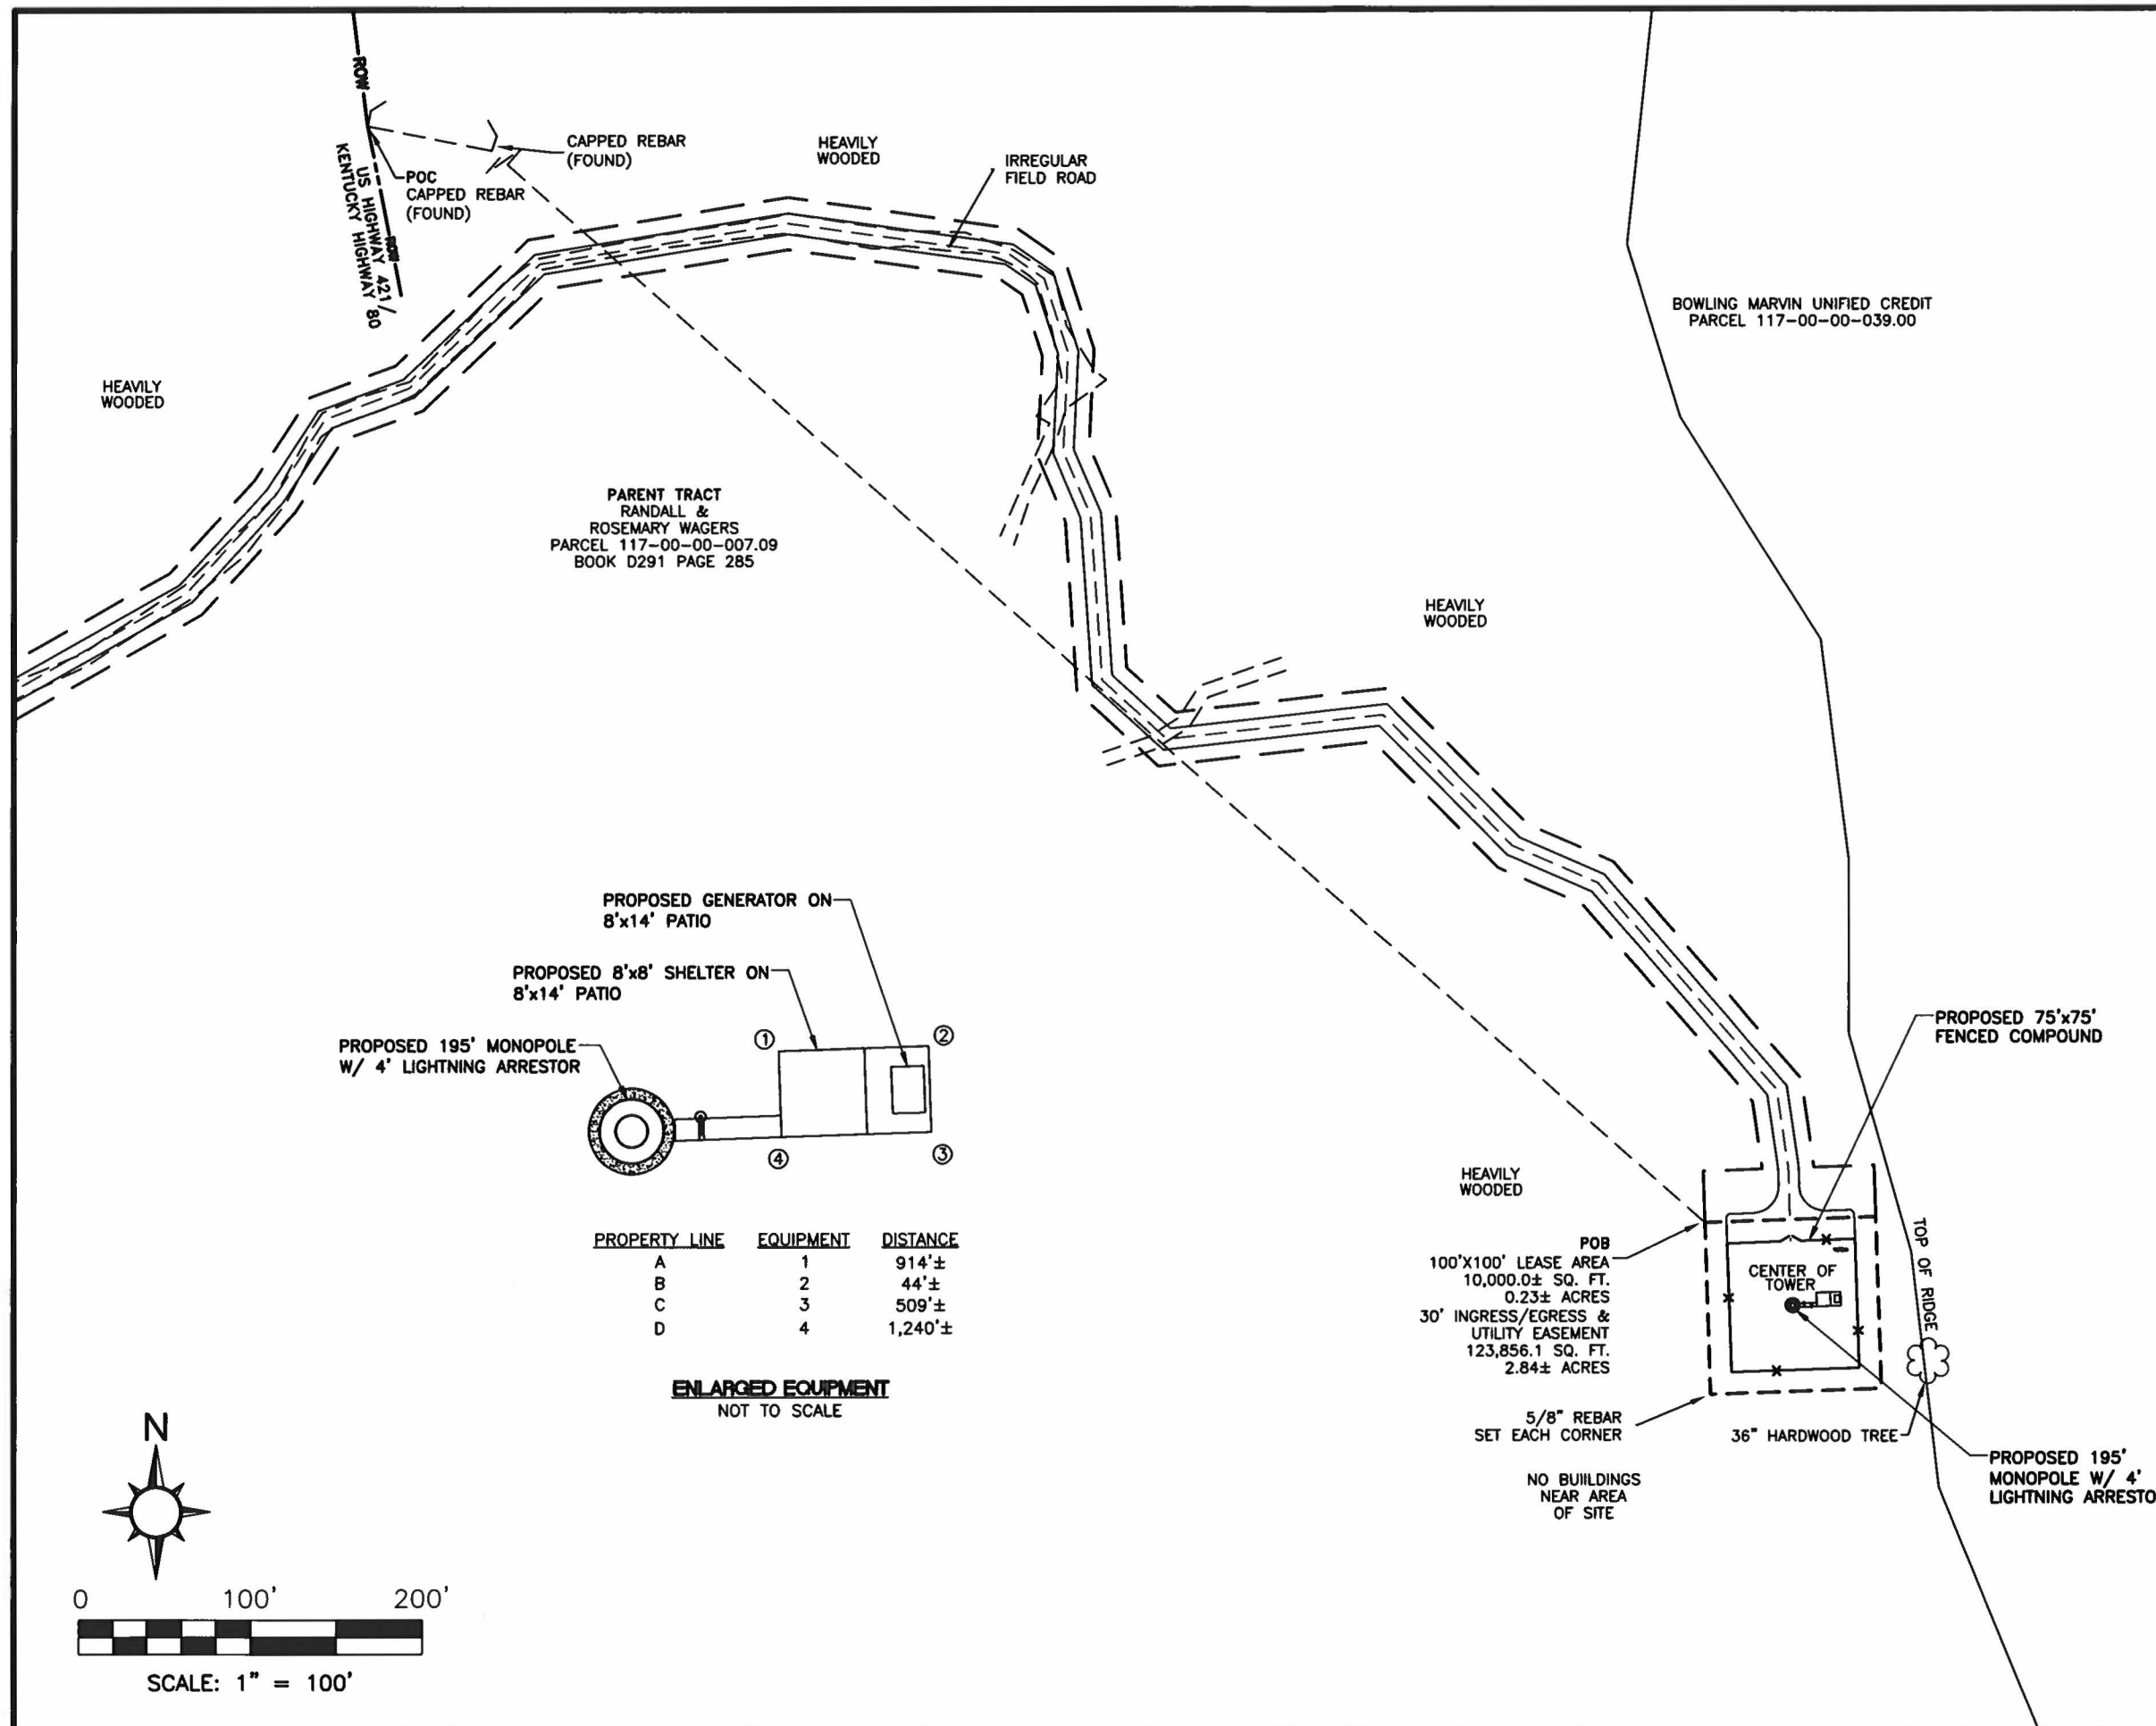 ROW
CAPPED REBAR
(FOUND)
POC
CAPPED REBAR
(FOUND)
US HIGHWAY 421/
KENTUCKY HIGHWAY 80
ROW
HEAVILY
WOODED
IRREGULAR
FIELD ROAD
BOWLING MARVIN UNIFIED CREDIT
PARCEL 117-00-00-039.00
HEAVILY
WOODED
PARENT TRACT
RANDALL &
ROSEMARY WAGERS
PARCEL 117-00-00-007.09
BOOK D291 PAGE 285
HEAVILY
WOODED
PROPOSED GENERATOR ON
8'x14' PATIO
PROPOSED 8'x8' SHELTER ON
8'x14' PATIO
PROPOSED 195' MONOPOLE
W/ 4' LIGHTNING ARRESTOR
1
2
3
4
PROPERTY LINE EQUIPMENT DISTANCE
A 1 914'±
B 2 44'±
C 3 509'±
D 4 1,240'±
ENLARGED EQUIPMENT
NOT TO SCALE
PROPOSED 75'x75'
FENCED COMPOUND
HEAVILY
WOODED
TOP OF RIDGE
POB
100'X100' LEASE AREA
10,000.0± SQ. FT.
0.23± ACRES
30' INGRESS/EGRESS &
UTILITY EASEMENT
123,856.1 SQ. FT.
2.84± ACRES
CENTER OF
TOWER
5/8" REBAR
SET EACH CORNER
36" HARDWOOD TREE
PROPOSED 195'
MONOPOLE W/ 4'
LIGHTNING ARRESTO
NO BUIILDINGS
NEAR AREA
OF SITE
N
0 100' 200'
SCALE: 1" = 100'